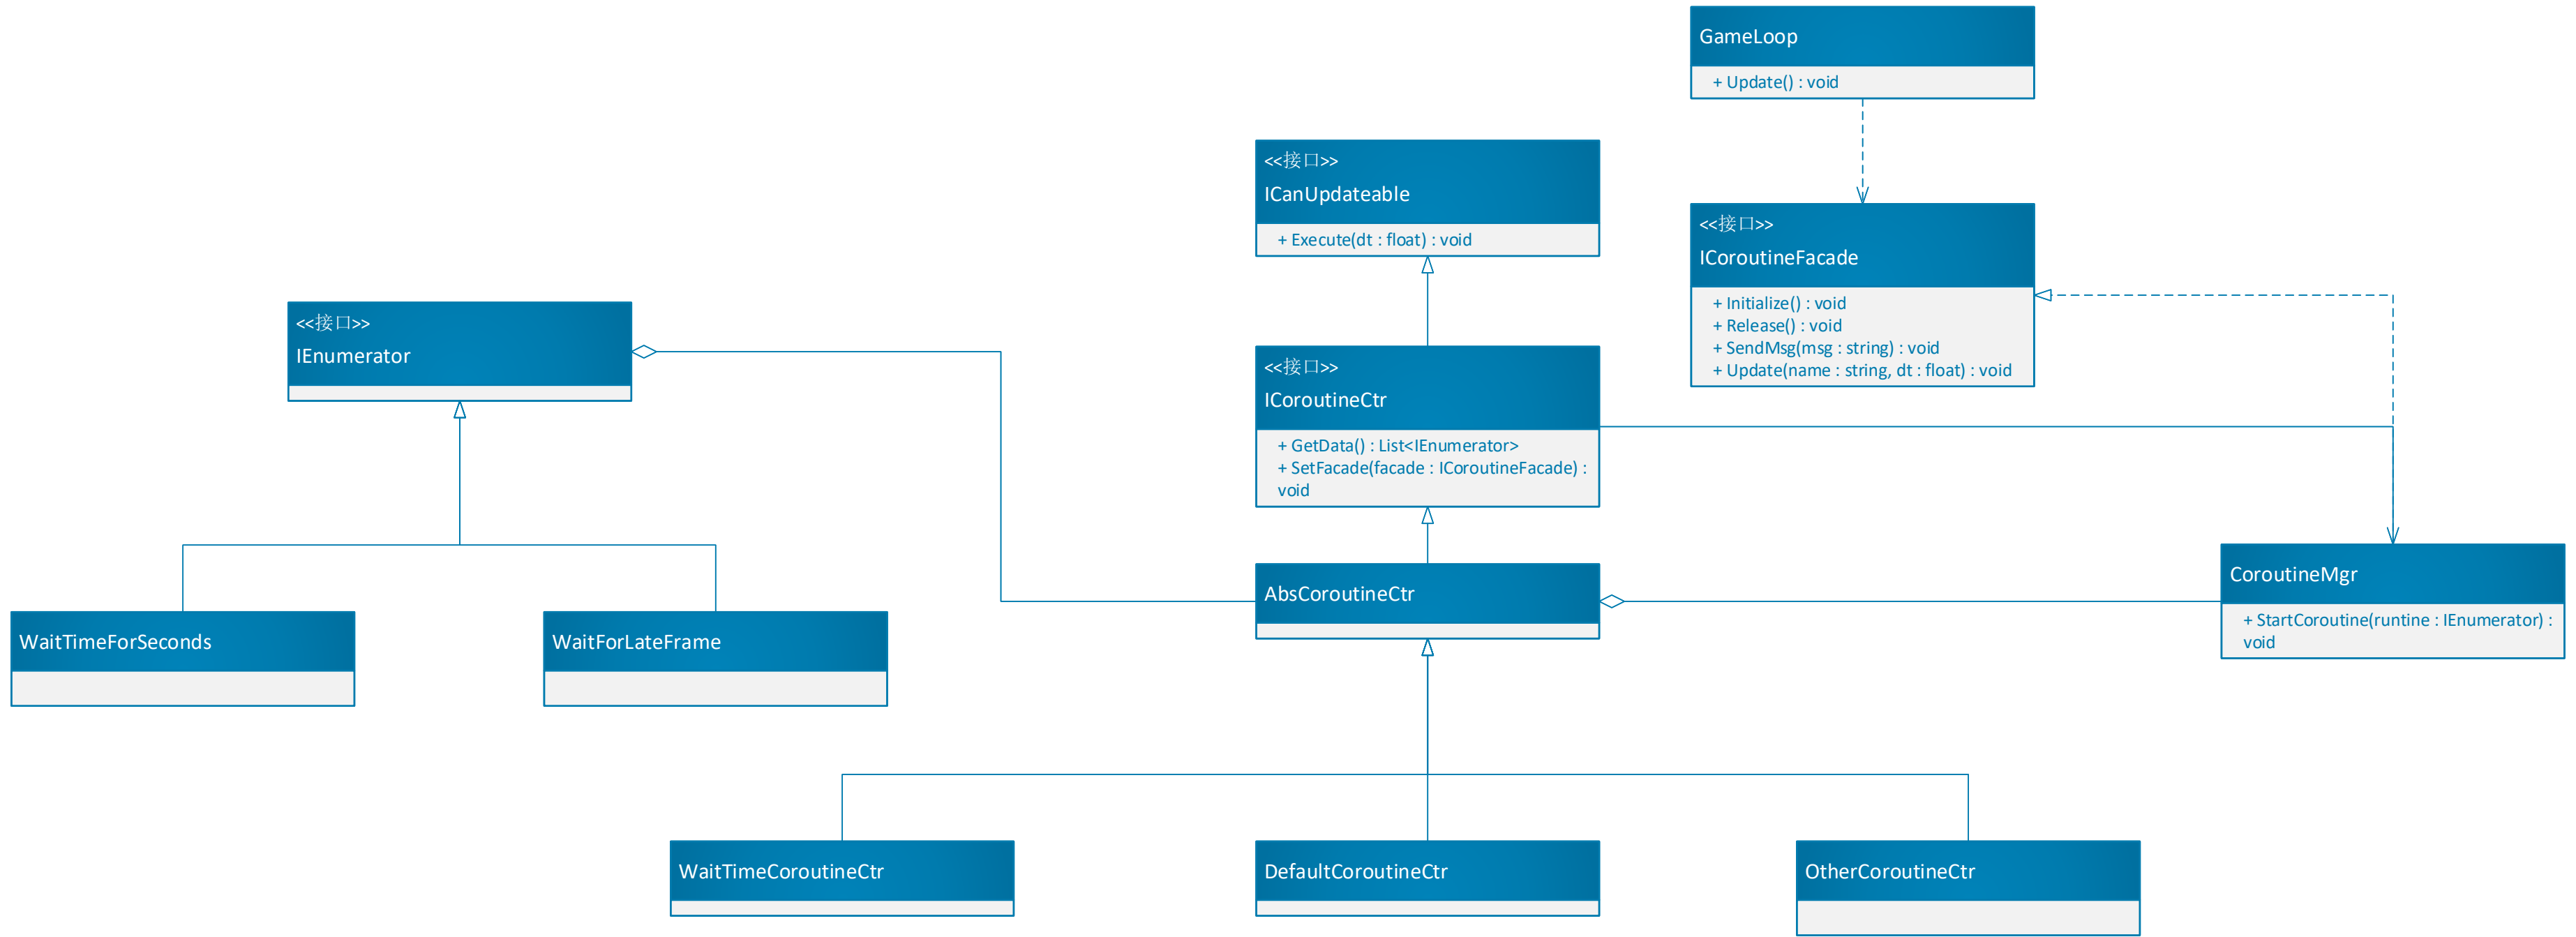 GameLoop
+ Update() : void
<<接口>>
ICanUpdateable
+ Execute(dt : float) : void
<<接口>>
ICoroutineFacade
+ Initialize() : void
+ Release() : void
+ SendMsg(msg : string) : void
+ Update(name : string, dt : float) : void
<<接口>>
IEnumerator
<<接口>>
ICoroutineCtr
+ GetData() : List<IEnumerator>
+ SetFacade(facade : ICoroutineFacade) :
void
AbsCoroutineCtr
CoroutineMgr
+ StartCoroutine(runtine : IEnumerator) :
void
WaitTimeForSeconds
WaitForLateFrame
WaitTimeCoroutineCtr
DefaultCoroutineCtr
OtherCoroutineCtr